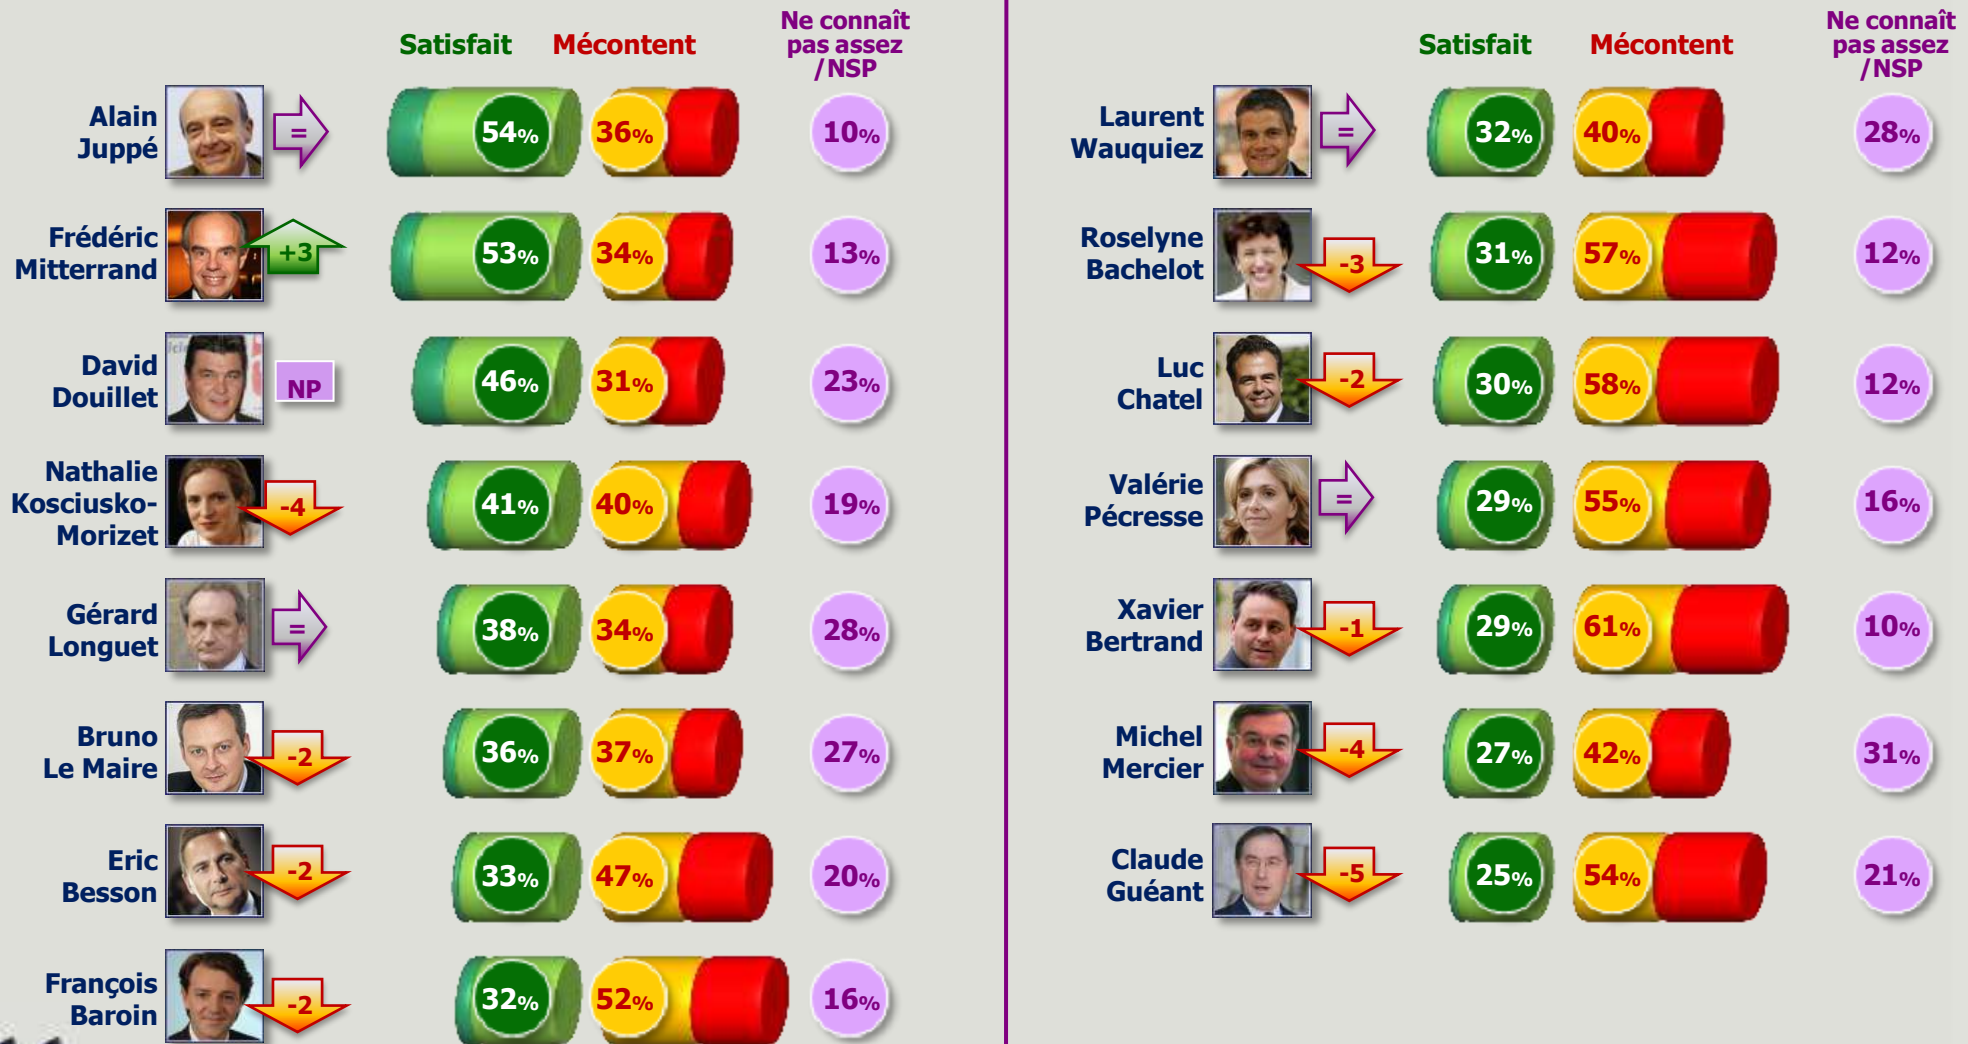 Satisfait Mécontent Ne connaît
pas assez
/NSP
Alain
Juppé
= 54% 36% 10%
Frédéric
Mitterrand
+3 53% 34% 13%
David
Douillet
NP 46% 31% 23%
Nathalie
Kosciusko-
Morizet
-4 41% 40% 19%
Gérard
Longuet
= 38% 34% 28%
Bruno
Le Maire
-2 36% 37% 27%
Eric
Besson
-2 33% 47% 20%
François
Baroin
-2 32% 52% 16%
Satisfait Mécontent Ne connaît
pas assez
/NSP
Laurent
Wauquiez
= 32% 40% 28%
Roselyne
Bachelot
-3 31% 57% 12%
Luc
Chatel
-2 30% 58% 12%
Valérie
Pécresse
= 29% 55% 16%
Xavier
Bertrand
-1 29% 61% 10%
Michel
Mercier
-4 27% 42% 31%
Claude
Guéant
-5 25% 54% 21%